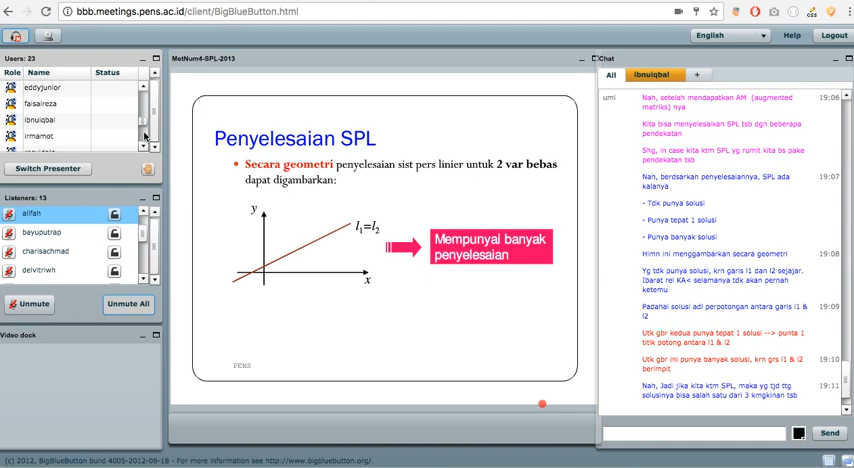 bbb.meetings.pens.ac.id/client/BigBlueButton.html
English
Help
Logout
Users: 23
Role Name Status
eddyjunior
faisalreza
ibnuiqbal
irmamot
Switch Presenter
Listeners: 13
alifah
bayuputrap
charisachmad
delvitriwh
Unmute
Unmute All
Video dock
MetNum4-SPL-2013
Penyelesaian SPL
• Secara geometri penyelesaian sist pers linier untuk 2 var bebas
dapat digambarkan:
y
l₁=l₂
x
Mempunyai banyak
penyelesaian
PENS
Chat
All
ibnuiqbal
+
umi
Nah, setelah mendapatkan AM (augmented 19:06
matriks) nya
Kita bisa menyelesaikan SPL tsb dgn beberapa
pendekatan
Shg, in case kita ktm SPL yg rumit kita bs pake
pendekatan tsb
Nah, berdsarkan penyelesaiannya, SPL ada 19:07
kalanya
- Tdk punya solusi
- Punya tepat 1 solusi
- Punya banyak solusi
Himn ini menggambarkan secara geometri 19:08
Yg tdk punya solusi, krn garis l1 dan l2 sejajar.
Ibarat rel KA< selamanya tdk akan pernah
ketemu
Padahal solusi adl perpotongan antara garis l1 & 19:09
l2
Utk gbr kedua punya tepat 1 solusi --> punta 1
titik potong antara l1 & l2
Utk gbr ini punya banyak solusi, krn grs l1 & l2 19:10
berimpit
Nah, Jadi jika kita ktm SPL, maka yg tjd ttg 19:11
solusinya bisa salah satu dari 3 kmgkinan tsb
Send
(c) 2012, BigBlueButton build 4005-2012-06-18 - For more information see http://www.bigbluebutton.org/.